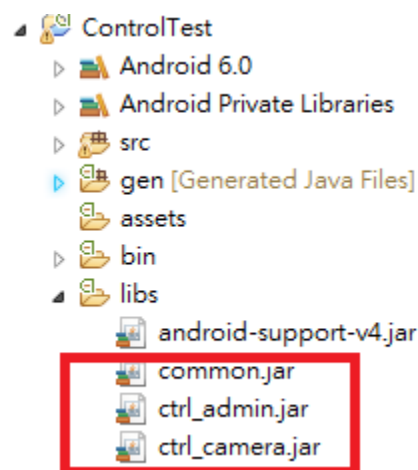 ControlTest
Android 6.0
Android Private Libraries
src
gen [Generated Java Files]
assets
bin
libs
android-support-v4.jar
common.jar
ctrl_admin.jar
ctrl_camera.jar